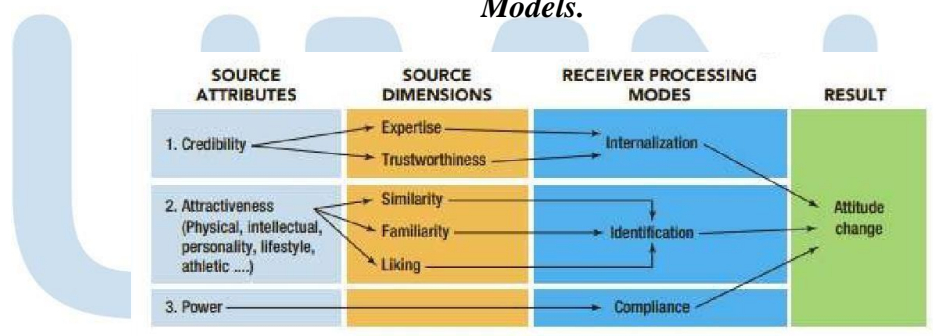 Models.
SOURCE ATTRIBUTES
SOURCE DIMENSIONS
RECEIVER PROCESSING MODES
RESULT
1. Credibility
Expertise
Trustworthiness
Internalization
2. Attractiveness
(Physical, intellectual,
personality, lifestyle,
athletic ....)
Similarity
Familiarity
Liking
Identification
Attitude
change
3. Power
Compliance